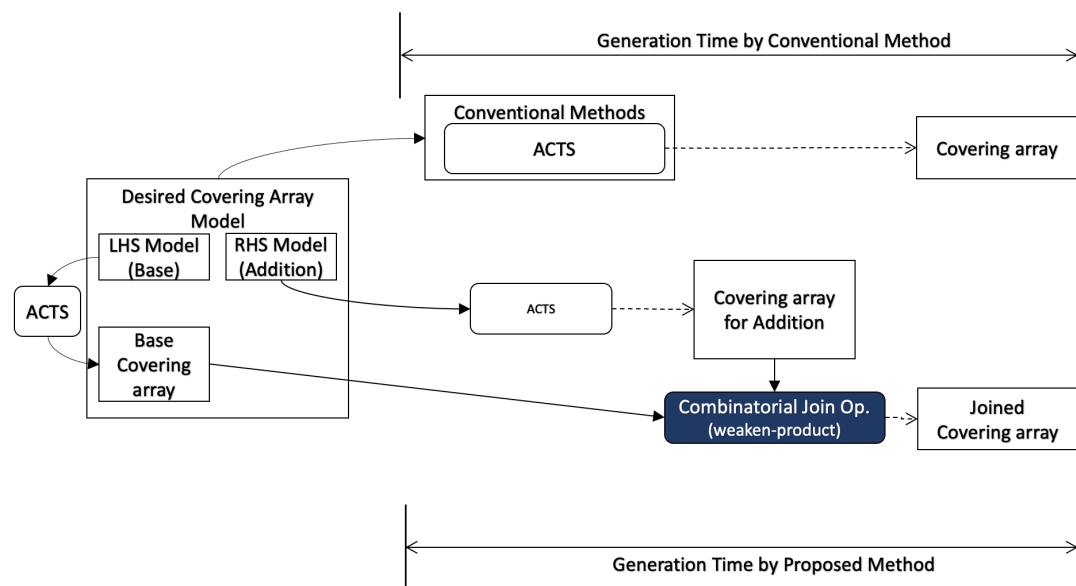 Generation Time by Conventional Method
Conventional Methods
ACTS
Covering array
Desired Covering Array
Model
LHS Model
(Base)
RHS Model
(Addition)
ACTS
ACTS
Covering array
for Addition
Base
Covering
array
Combinatorial Join Op.
(weaken-product)
Joined
Covering array
Generation Time by Proposed Method